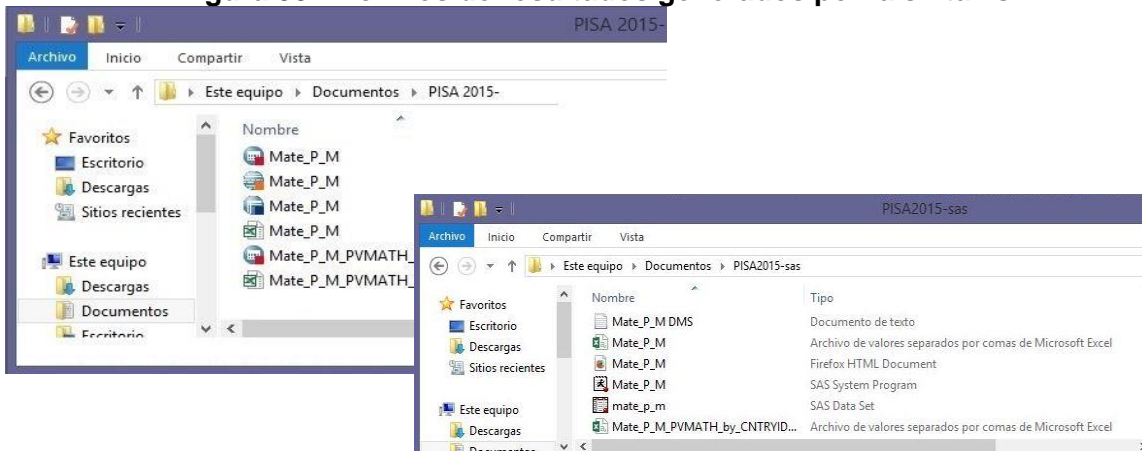 PISA 2015-
Archivo Inicio Compartir Vista
Este equipo Documentos PISA 2015-
Favoritos
Escritorio
Descargas
Sitios recientes
Este equipo
Descargas
Documentos
Escritorio
Nombre
Mate_P_M
Mate_P_M
Mate_P_M
Mate_P_M
Mate_P_M_PVMATH_
Mate_P_M_PVMATH_
PISA2015-sas
Archivo Inicio Compartir Vista
Este equipo Documentos PISA2015-sas
Favoritos
Escritorio
Descargas
Sitios recientes
Este equipo
Descargas
Documentos
Nombre Tipo
Mate_P_M DMS Documento de texto
Mate_P_M Archivo de valores separados por comas de Microsoft Excel
Mate_P_M Firefox HTML Document
Mate_P_M SAS System Program
mate_p_m SAS Data Set
Mate_P_M_PVMATH_by_CNTRYID... Archivo de valores separados por comas de Microsoft Excel